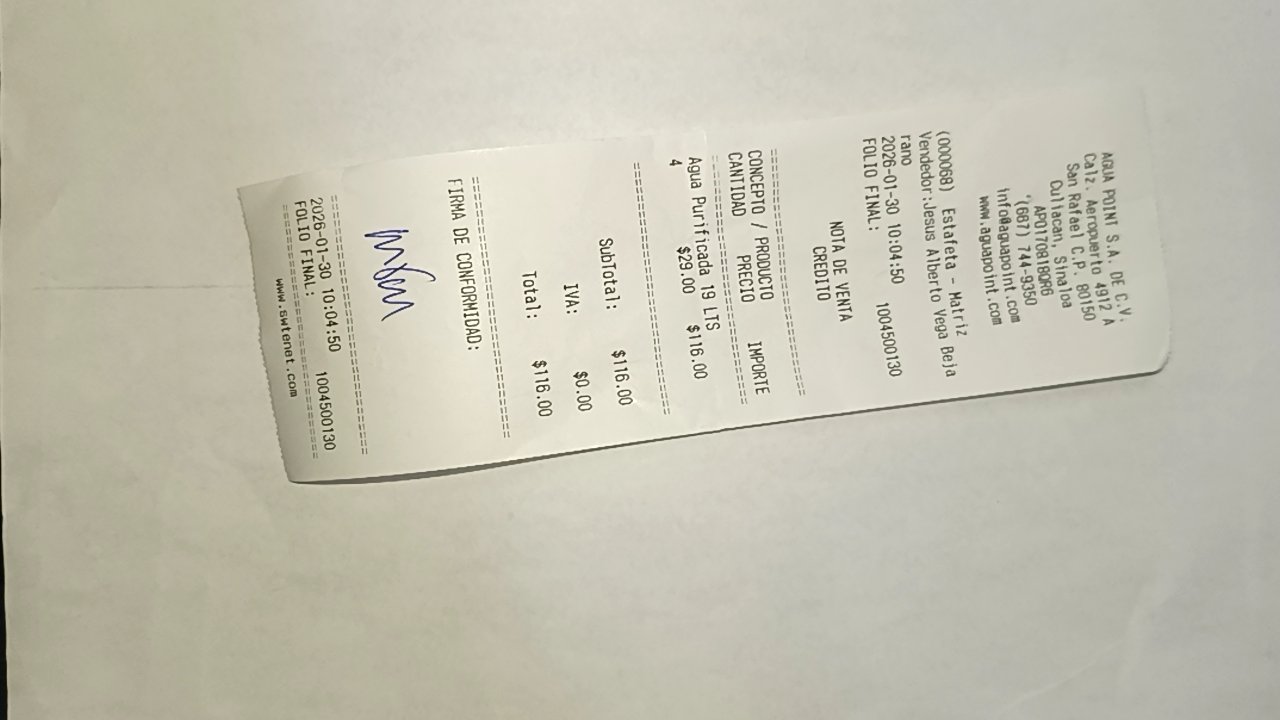 AGUA POINT S.A. DE C.V.
Calz. Aeropuerto 4912 A
San Rafael C.P. 80150
Culiacan, Sinaloa
APO170918QR6
(667) 744-9350
info@aguapoint.com
www.aguapoint.com
(000068) Estafeta - Matriz
Vendedor:Jesus Alberto Vega Beja
rano
2026-01-30 10:04:50 1004500130
FOLIO FINAL:
NOTA DE VENTA
CREDITO
================================
CONCEPTO / PRODUCTO
CANTIDAD PRECIO IMPORTE
================================
Agua Purificada 19 LTS
4 $29.00 $116.00
================================
SubTotal: $116.00
IVA: $0.00
Total: $116.00
================================
FIRMA DE CONFORMIDAD:
================================
2026-01-30 10:04:50 1004500130
FOLIO FINAL:
================================
www.swtenet.com